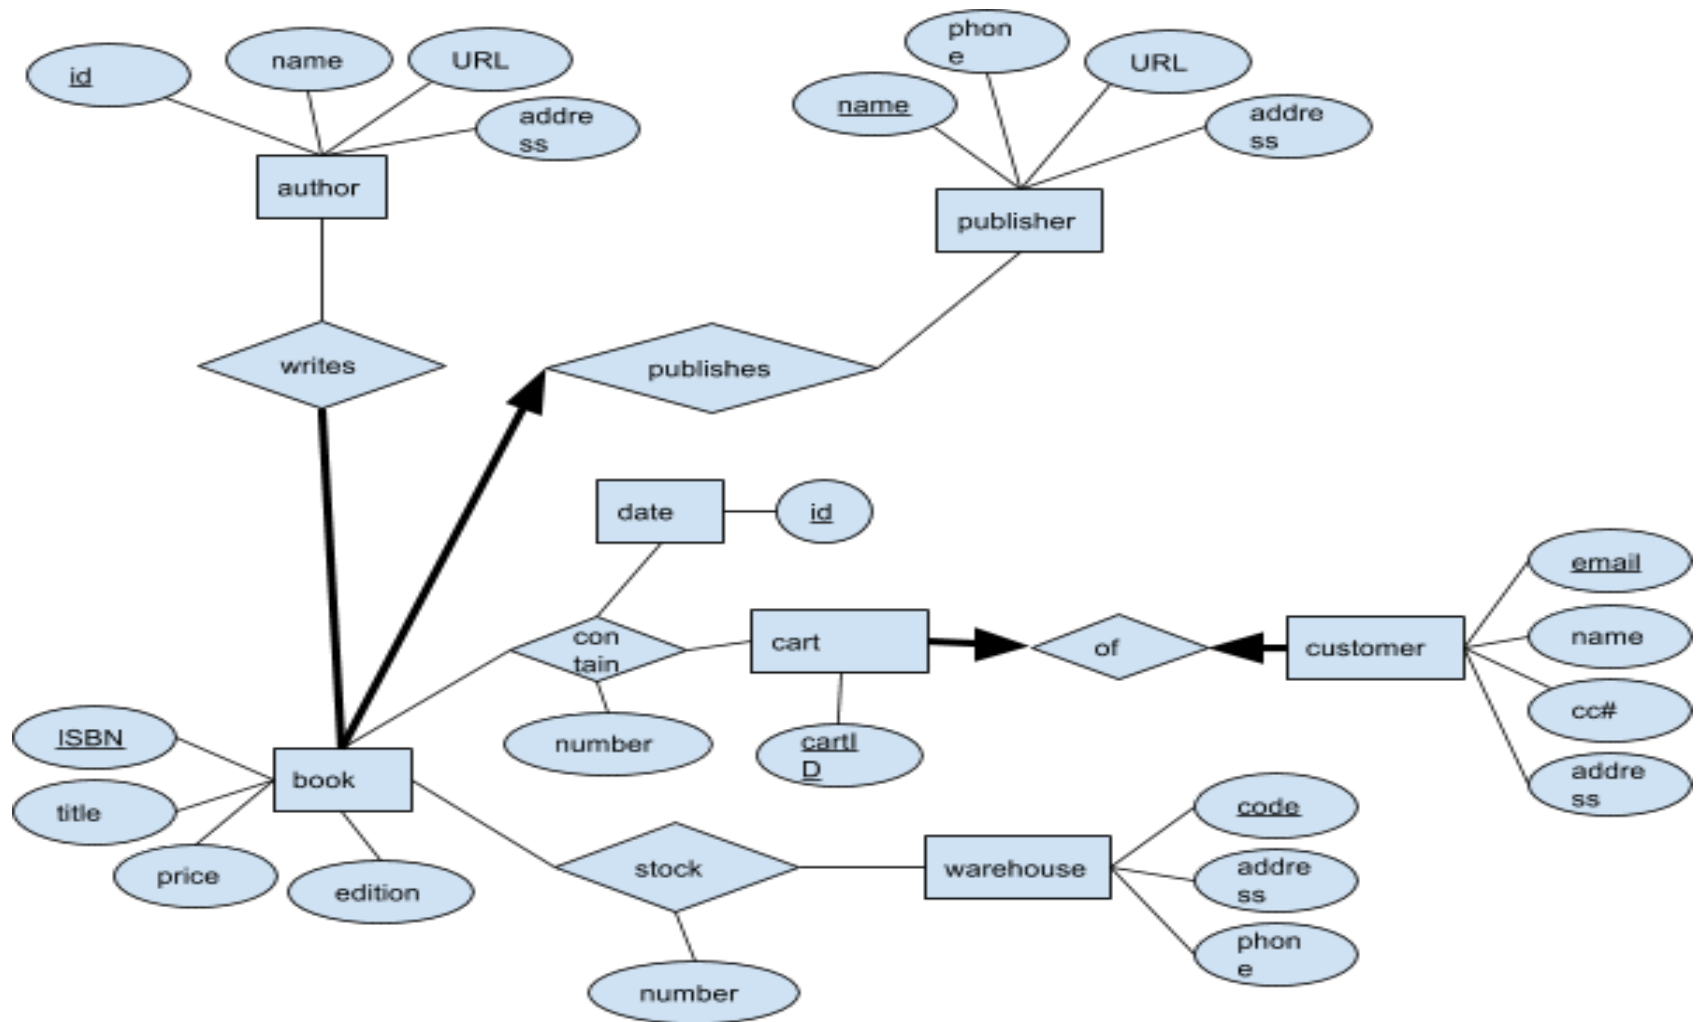 id
name
URL
addre
ss
author
phon
e
URL
name
addre
ss
publisher
writes
publishes
date
id
con
tain
cart
of
customer
email
name
cc#
addre
ss
number
cartI
D
ISBN
title
price
edition
book
stock
number
warehouse
code
addre
ss
phon
e